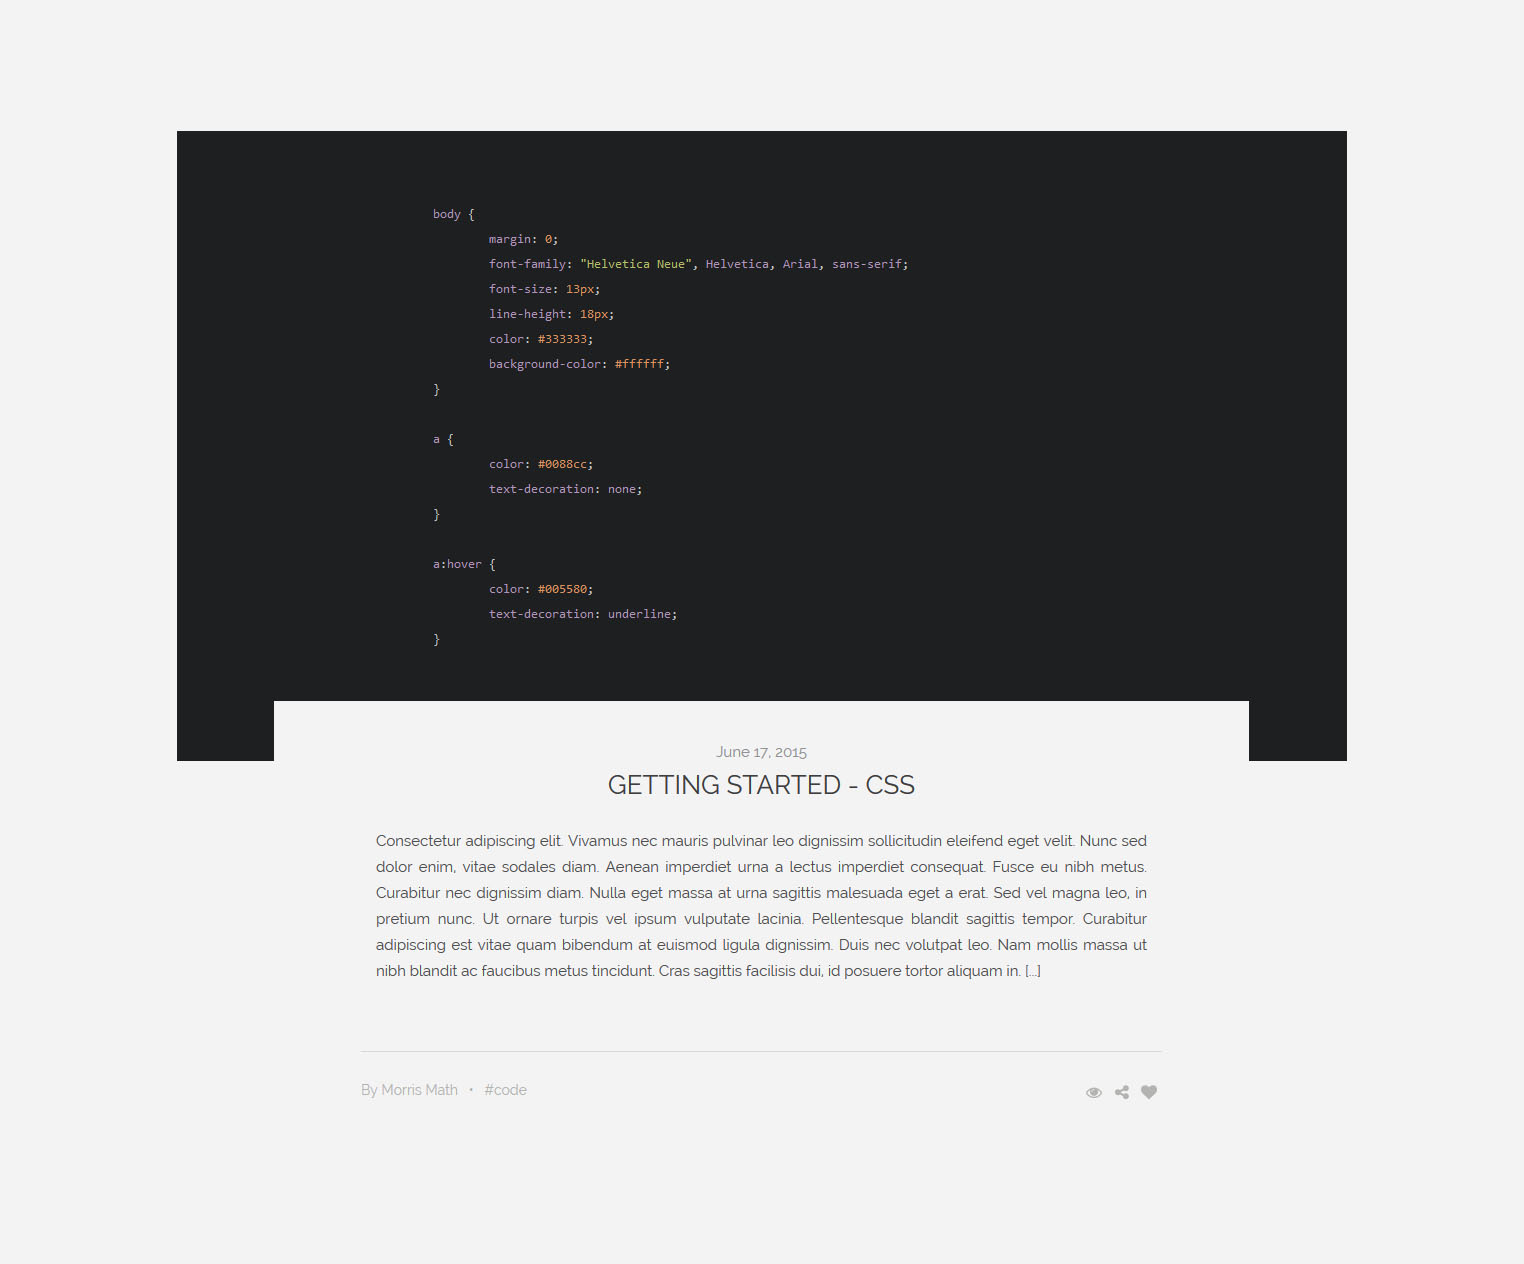 body {
margin: 0;
font-family: "Helvetica Neue", Helvetica, Arial, sans-serif;
font-size: 13px;
line-height: 18px;
color: #333333;
background-color: #ffffff;
}
a {
color: #0088cc;
text-decoration: none;
}
a:hover {
color: #005580;
text-decoration: underline;
}
June 17, 2015
GETTING STARTED - CSS
Consectetur adipiscing elit. Vivamus nec mauris pulvinar leo dignissim sollicitudin eleifend eget velit. Nunc sed
dolor enim, vitae sodales diam. Aenean imperdiet urna a lectus imperdiet consequat. Fusce eu nibh metus.
Curabitur nec dignissim diam. Nulla eget massa at urna sagittis malesuada eget a erat. Sed vel magna leo, in
pretium nunc. Ut ornare turpis vel ipsum vulputate lacinia. Pellentesque blandit sagittis tempor. Curabitur
adipiscing est vitae quam bibendum at euismod ligula dignissim. Duis nec volutpat leo. Nam mollis massa ut
nibh blandit ac faucibus metus tincidunt. Cras sagittis facilisis dui, id posuere tortor aliquam in. [...]
By Morris Math • #code